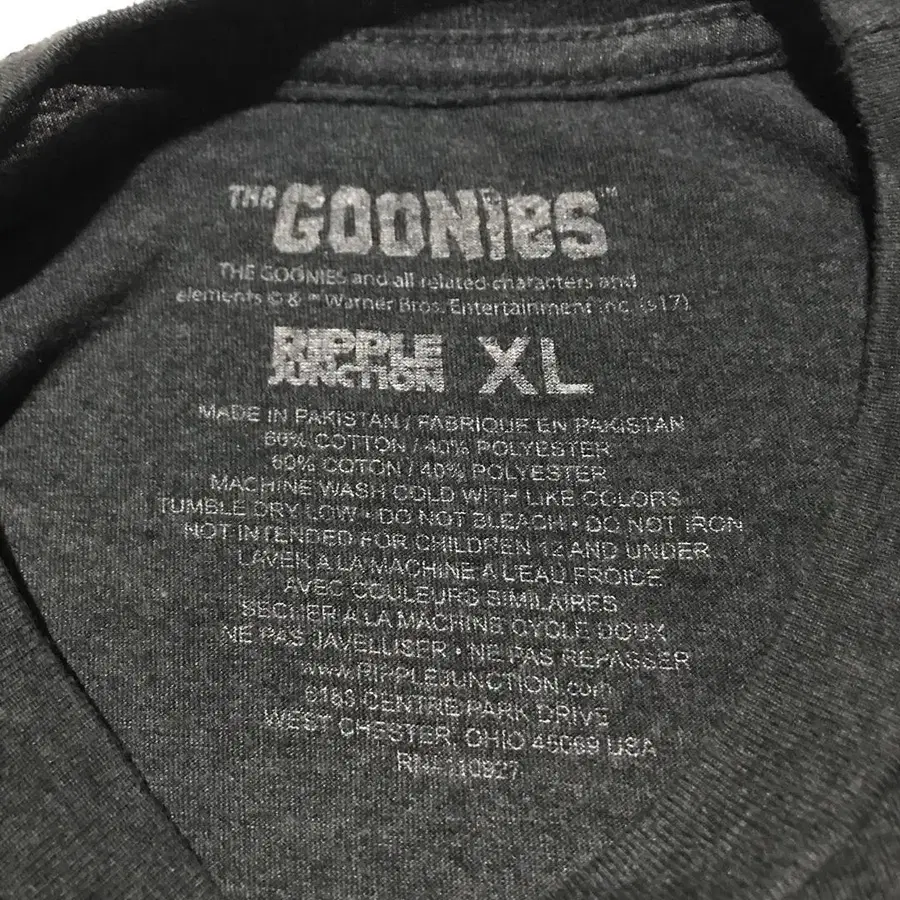 THE GOONIES™
THE GOONIES and all related characters and
elements © & ™ Warner Bros. Entertainment Inc. (s17)
RIPPLE
JUNCTION
XL
MADE IN PAKISTAN / FABRIQUE EN PAKISTAN
60% COTTON / 40% POLYESTER
60% COTON / 40% POLYESTER
MACHINE WASH COLD WITH LIKE COLORS
TUMBLE DRY LOW • DO NOT BLEACH • DO NOT IRON
NOT INTENDED FOR CHILDREN 12 AND UNDER
LAVER A LA MACHINE A L'EAU FROIDE
AVEC COULEURS SIMILAIRES
SECHER A LA MACHINE CYCLE DOUX
NE PAS JAVELLISER • NE PAS REPASSER
www.RIPPLEJUNCTION.com
CENTRE PARK DRIVE
WEST CHESTER, OHIO 45069 USA